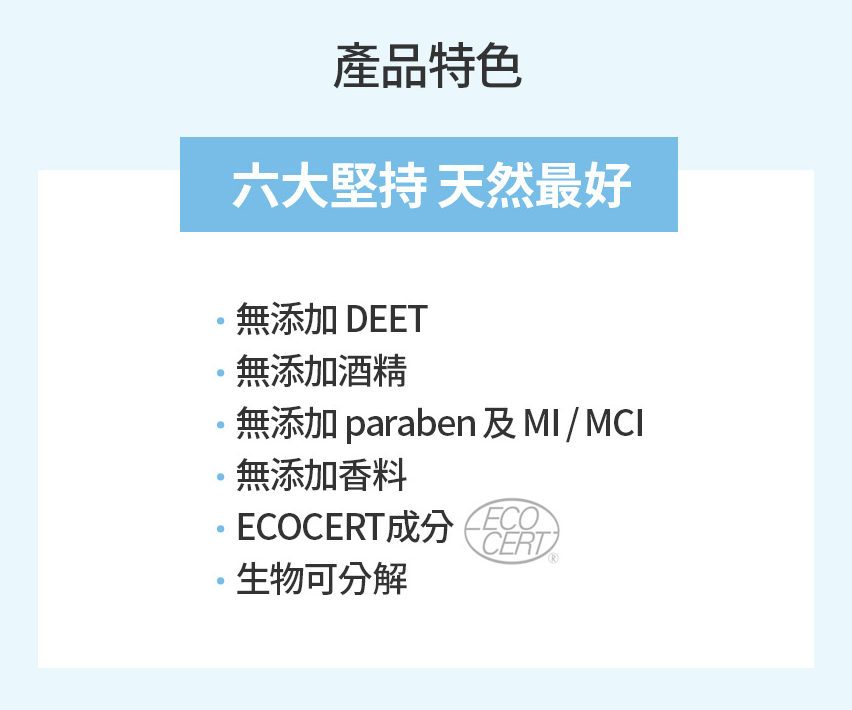 產品特色
六大堅持 天然最好
·無添加 DEET
·無添加酒精
·無添加 paraben 及 MI / MCI
·無添加香料
·ECOCERT成分 ECO CERT ®
·生物可分解